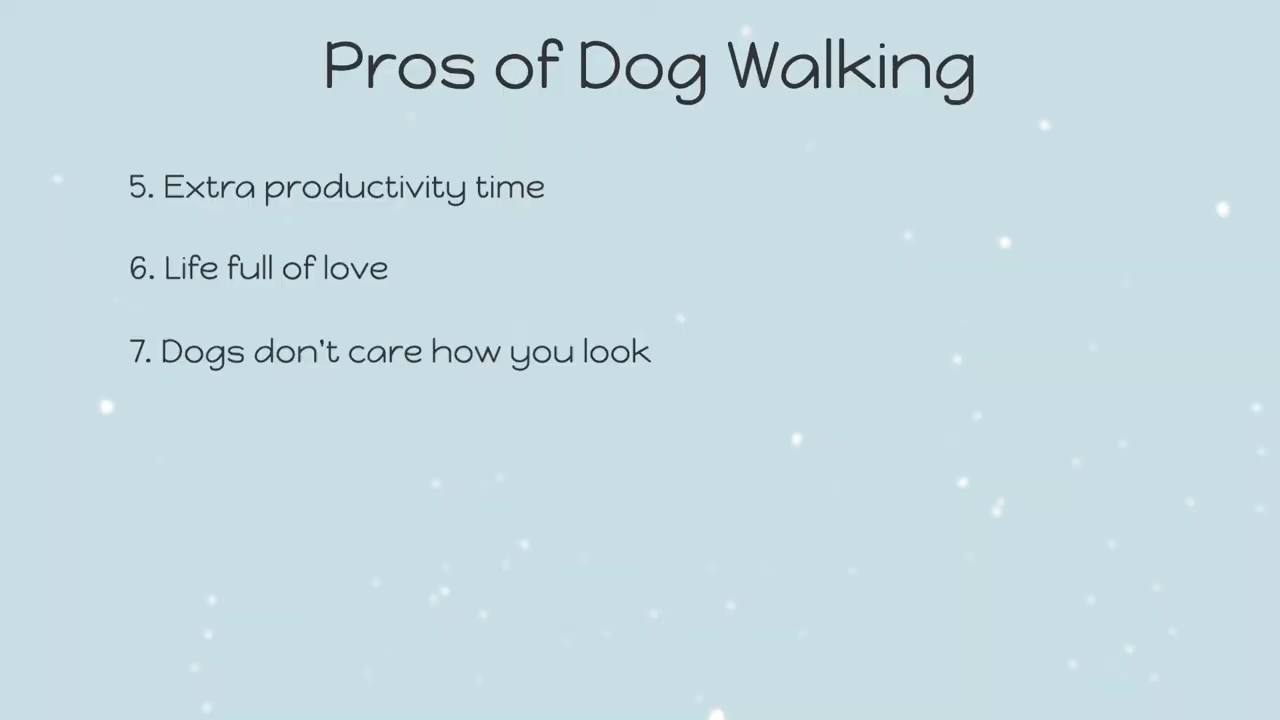 Pros of Dog Walking
5. Extra productivity time
6. Life full of love
7. Dogs don't care how you look